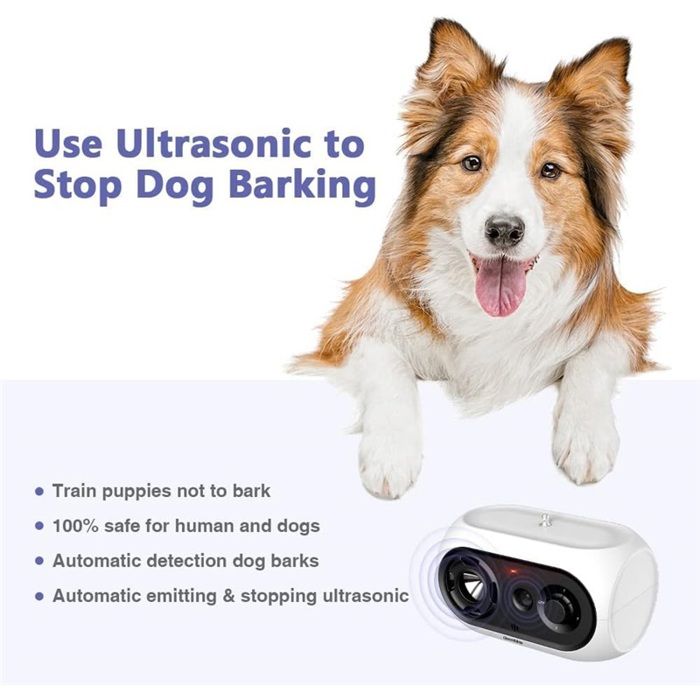 Use Ultrasonic to
Stop Dog Barking
• Train puppies not to bark
• 100% safe for human and dogs
• Automatic detection dog barks
• Automatic emitting & stopping ultrasonic